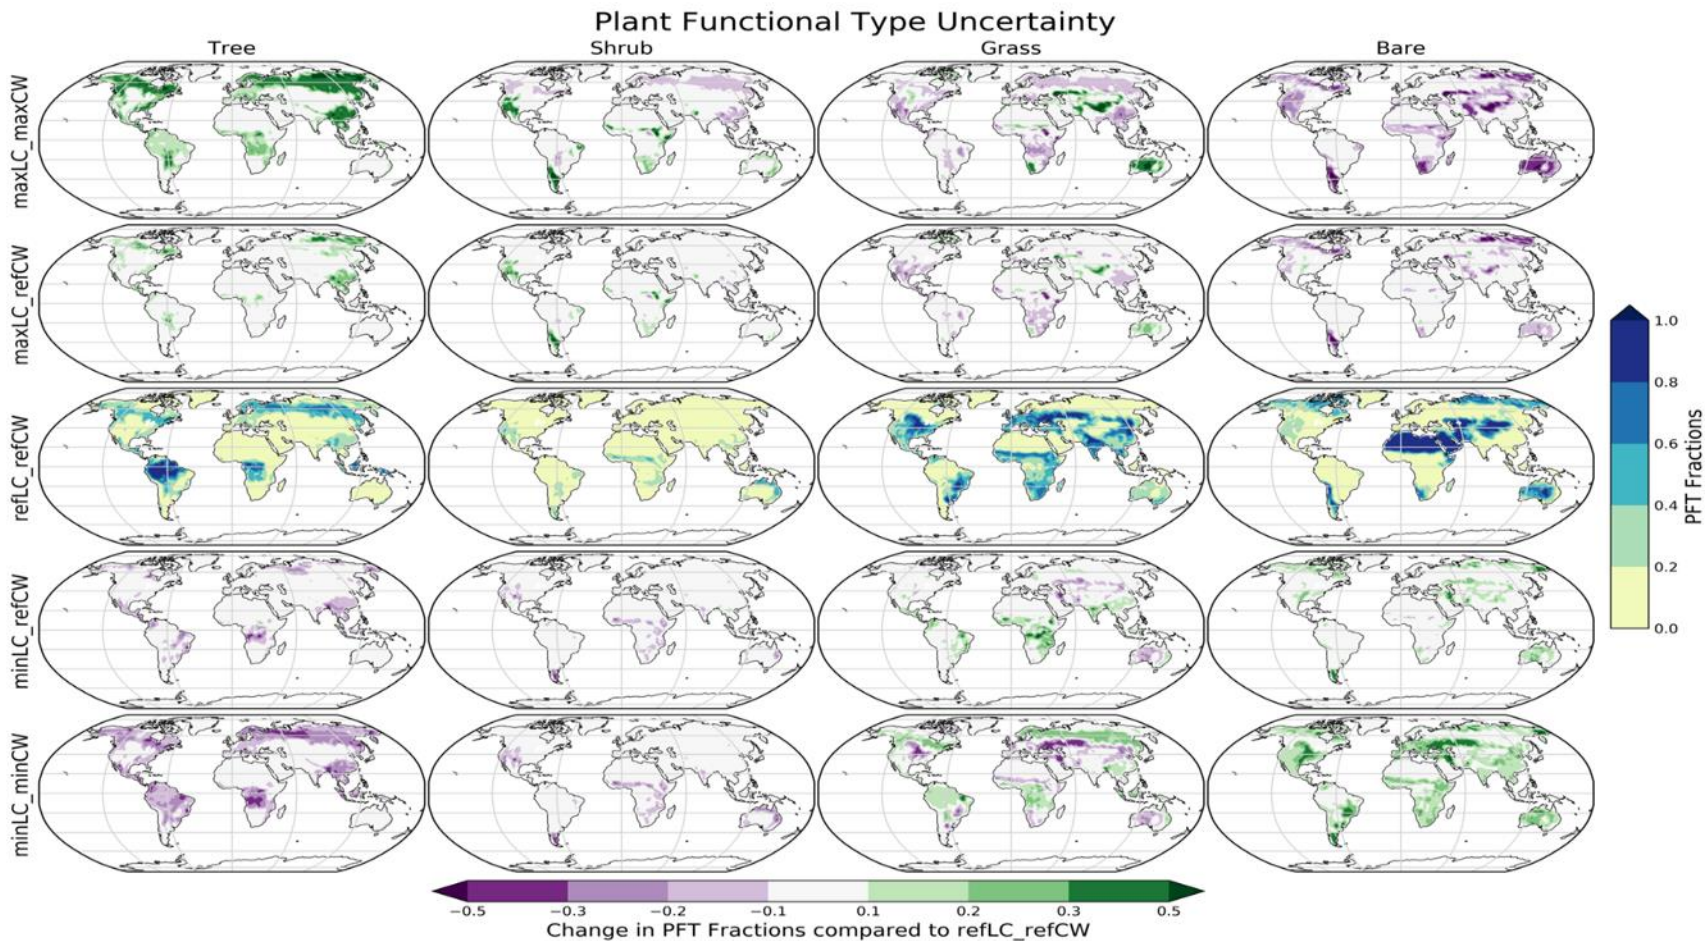 Plant Functional Type Uncertainty
Tree Shrub Grass Bare
maxLC_maxCW
maxLC_refCW
refLC_refCW
minLC_refCW
minLC_minCW
1.0
0.8
0.6
0.4
0.2
0.0
PFT Fractions
−0.5 −0.3 −0.2 −0.1 0.1 0.2 0.3 0.5
Change in PFT Fractions compared to refLC_refCW